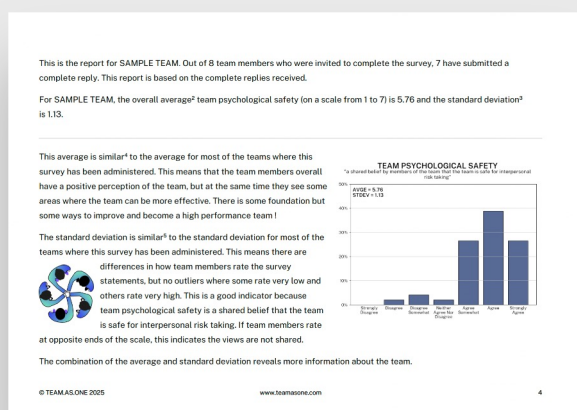 This is the report for SAMPLE TEAM. Out of 8 team members who were invited to complete the survey, 7 have submitted a
complete reply. This report is based on the complete replies received.
For SAMPLE TEAM, the overall average² team psychological safety (on a scale from 1 to 7) is 5.76 and the standard deviation³
is 1.13.
This average is similar⁴ to the average for most of the teams where this
survey has been administered. This means that the team members overall
have a positive perception of the team, but at the same time they see some
areas where the team can be more effective. There is some foundation but
some ways to improve and become a high performance team !
The standard deviation is similar⁵ to the standard deviation for most of the
teams where this survey has been administered. This means there are
differences in how team members rate the survey
statements, but no outliers where some rate very low and
others rate very high. This is a good indicator because
team psychological safety is a shared belief that the team
is safe for interpersonal risk taking. If team members rate
at opposite ends of the scale, this indicates the views are not shared.
TEAM PSYCHOLOGICAL SAFETY
"a shared belief by members of the team that the team is safe for interpersonal
risk taking"
50%
AVGE = 5.76
STDEV = 1.13
40%
30%
20%
10%
0%
Strongly Disagree
Disagree
Disagree Somewhat
Neither Agree Nor Disagree
Agree Somewhat
Agree
Strongly Agree
The combination of the average and standard deviation reveals more information about the team.
© TEAM.AS.ONE 2025
www.teamasone.com
4